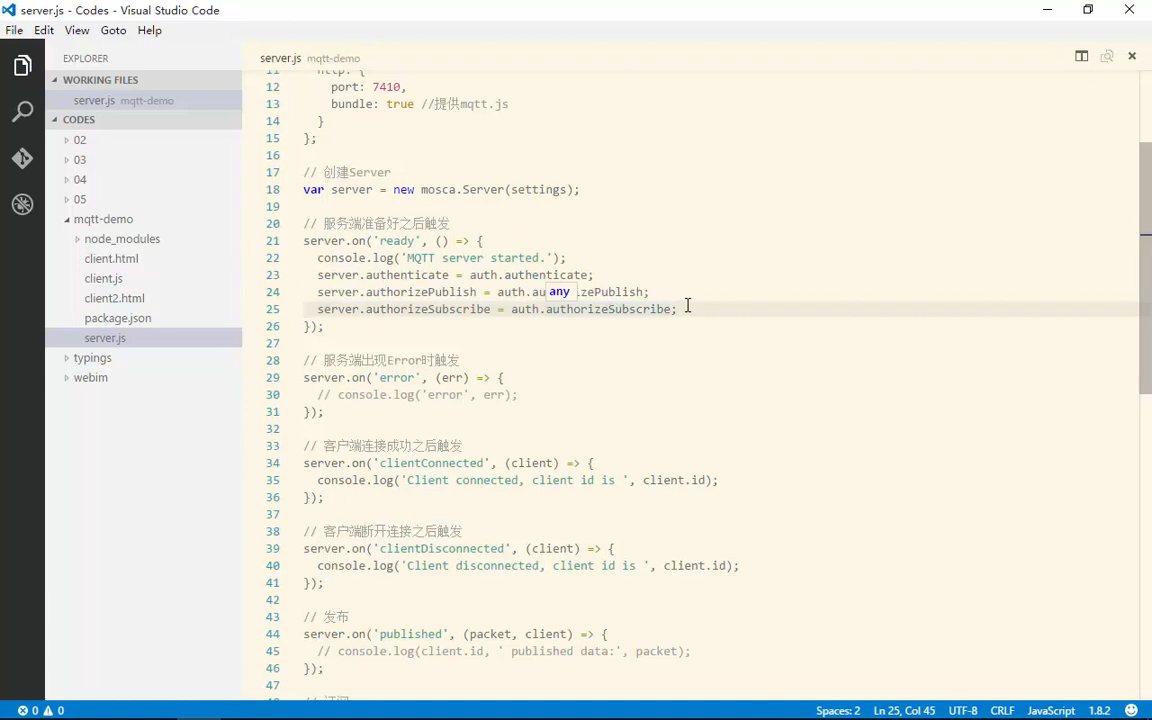 server.js - Codes - Visual Studio Code
File Edit View Goto Help
EXPLORER
WORKING FILES
server.js mqtt-demo
CODES
02
03
04
05
mqtt-demo
node_modules
client.html
client.js
client2.html
package.json
server.js
typings
webim
server.js mqtt-demo
11 http: {
12 port: 7410,
13 bundle: true //提供mqtt.js
14 }
15 };
16
17 // 创建Server
18 var server = new mosca.Server(settings);
19
20 // 服务端准备好之后触发
21 server.on('ready', () => {
22 console.log('MQTT server started.');
23 server.authenticate = auth.authenticate;
24 server.authorizePublish = auth.au any izePublish;
25 server.authorizeSubscribe = auth.authorizeSubscribe;
26 });
27
28 // 服务端出现Error时触发
29 server.on('error', (err) => {
30 // console.log('error', err);
31 });
32
33 // 客户端连接成功之后触发
34 server.on('clientConnected', (client) => {
35 console.log('Client connected, client id is ', client.id);
36 });
37
38 // 客户端断开连接之后触发
39 server.on('clientDisconnected', (client) => {
40 console.log('Client disconnected, client id is ', client.id);
41 });
42
43 // 发布
44 server.on('published', (packet, client) => {
45 // console.log(client.id, ' published data:', packet);
46 });
47
0 0 Spaces: 2 Ln 25, Col 45 UTF-8 CRLF JavaScript 1.8.2